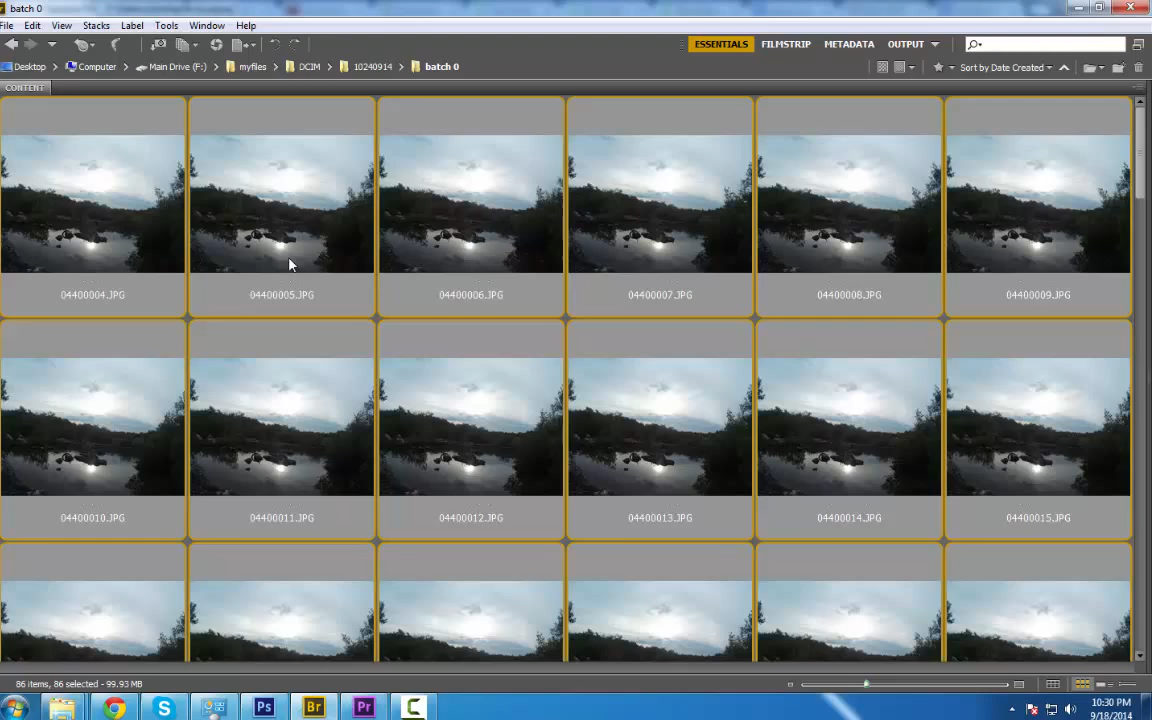 Br batch 0
File Edit View Stacks Label Tools Window Help
ESSENTIALS FILMSTRIP METADATA OUTPUT
Desktop Computer Main Drive (F:) myfiles DCIM 10240914 batch 0 Sort by Date Created
CONTENT
04400004.JPG 04400005.JPG 04400006.JPG 04400007.JPG 04400008.JPG 04400009.JPG
04400010.JPG 04400011.JPG 04400012.JPG 04400013.JPG 04400014.JPG 04400015.JPG
86 items, 86 selected - 99.93 MB
Ps Br Pr C
10:30 PM
9/18/2014